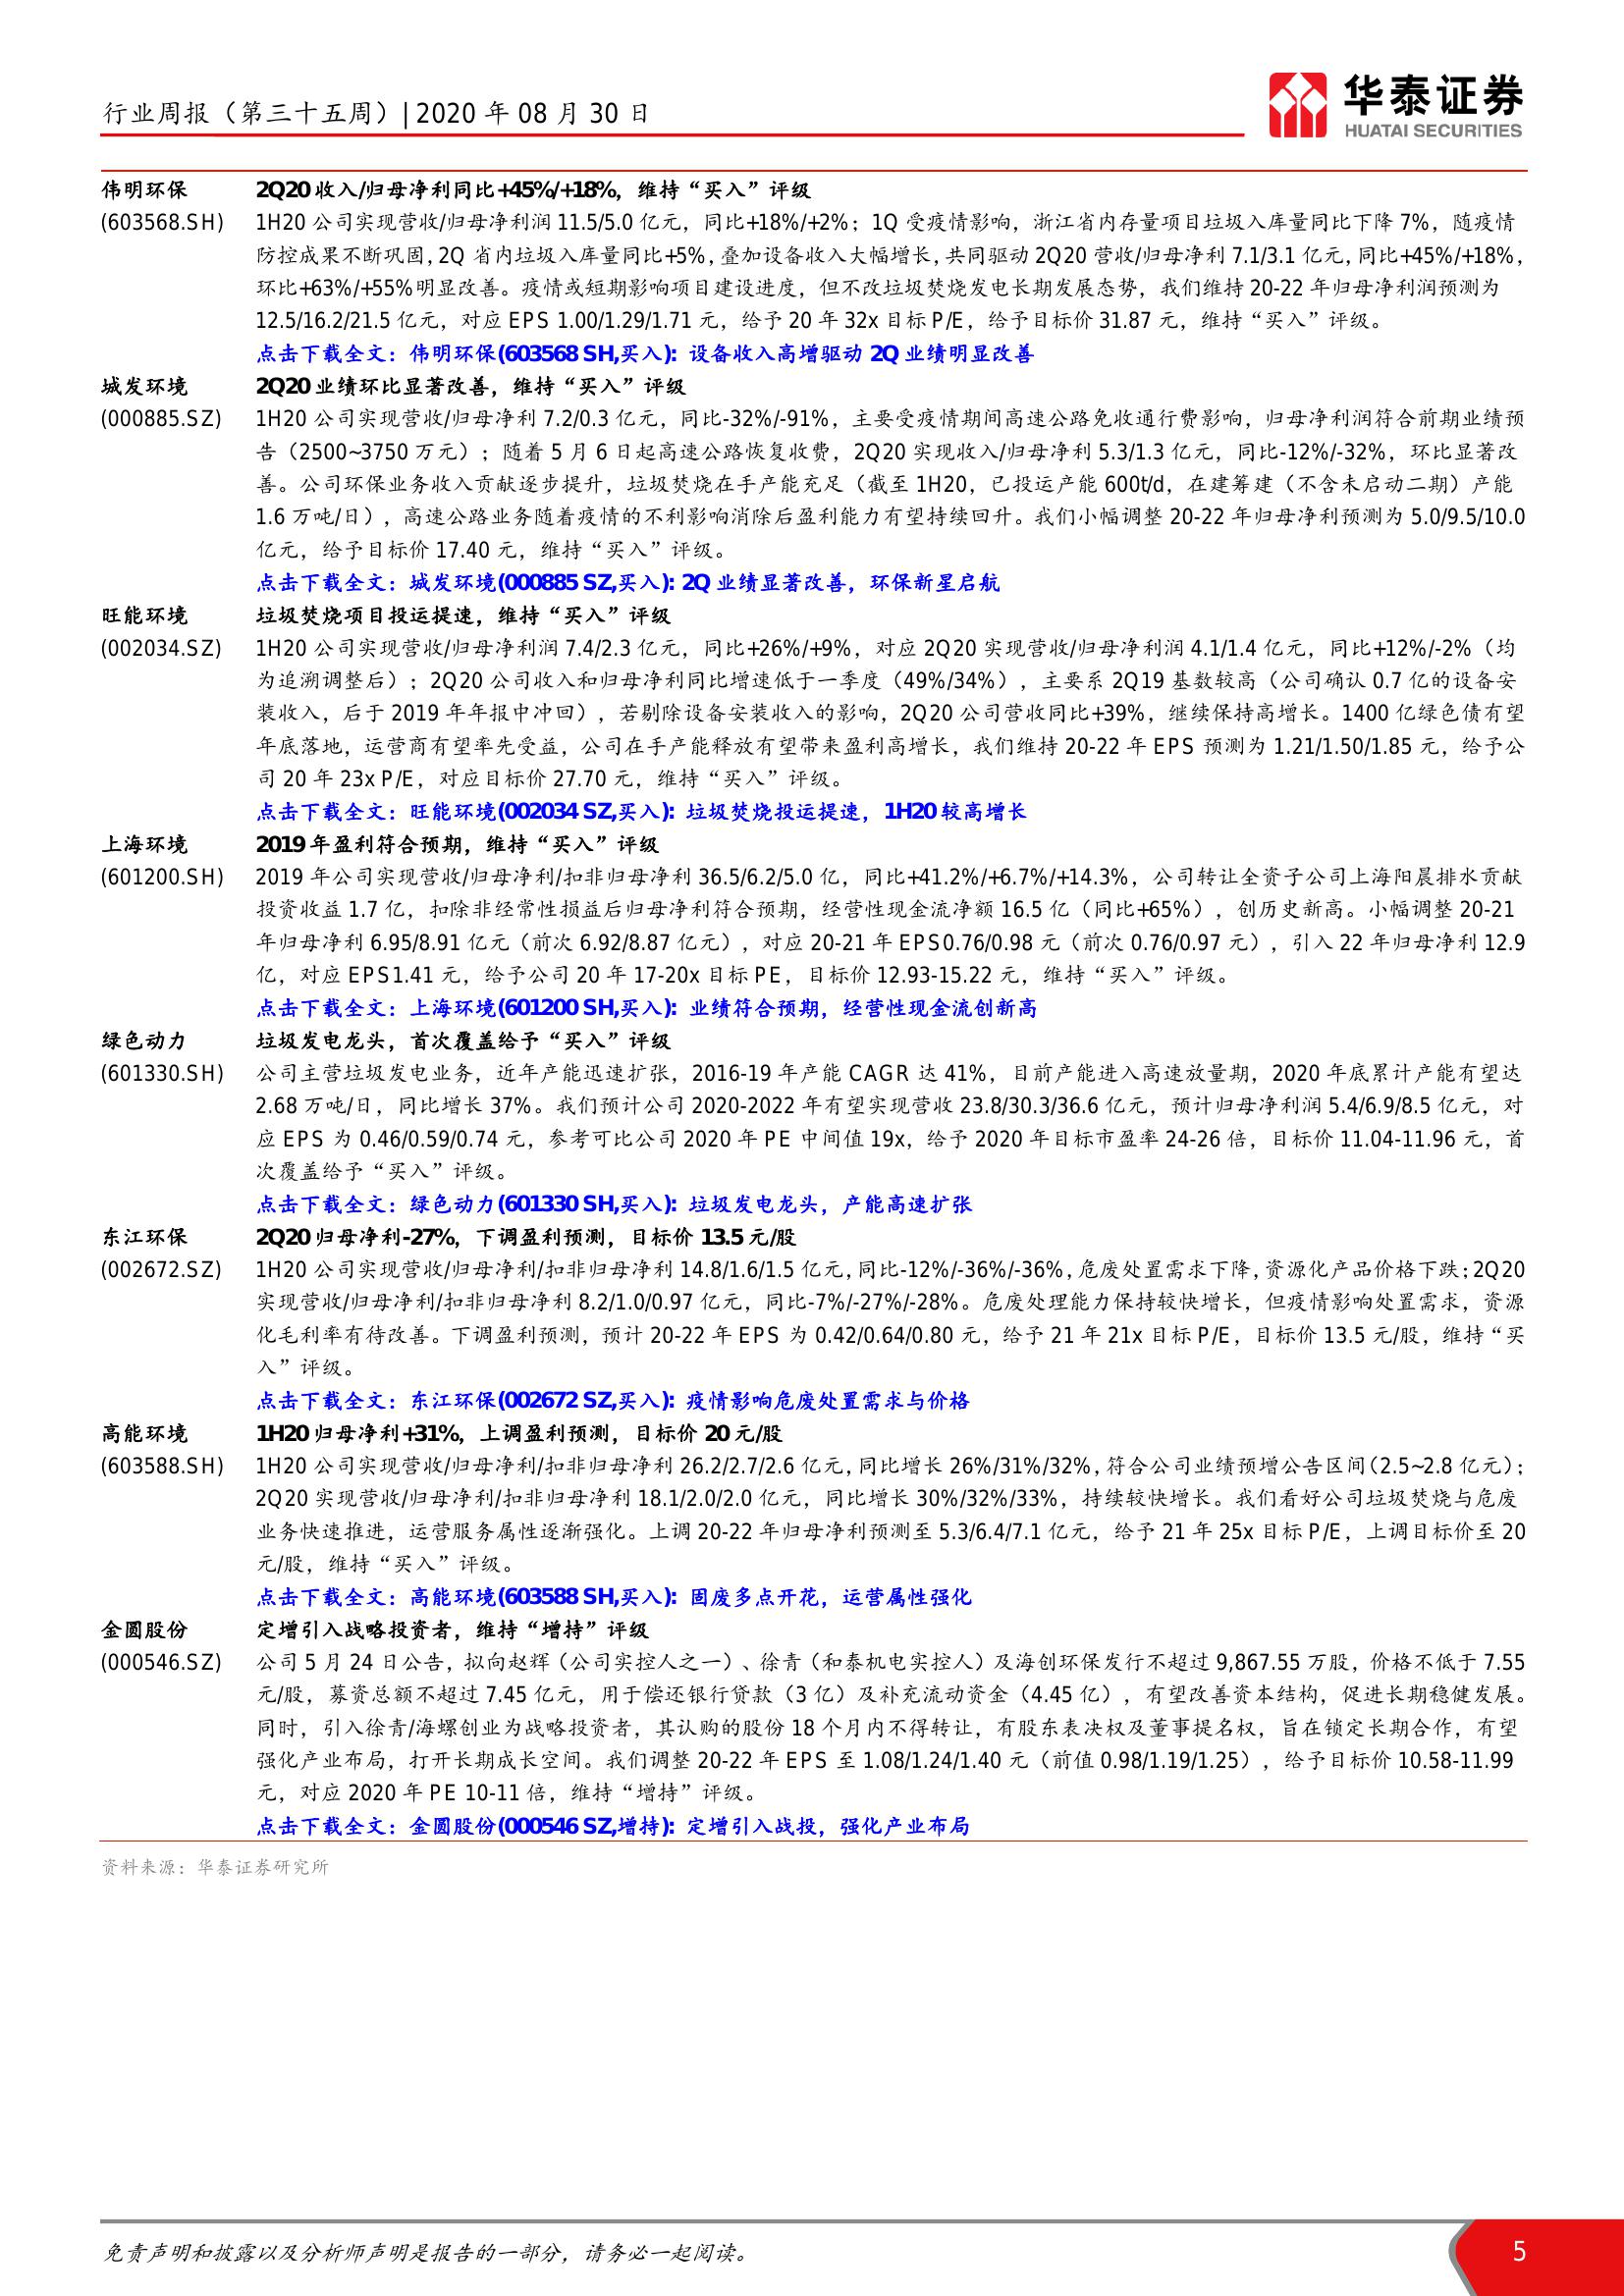 行业周报（第三十五周）| 2020 年 08 月 30 日
华泰证券
HUATAI SECURITIES
伟明环保 2Q20 收入/归母净利同比+45%/+18%，维持“买入”评级
(603568.SH) 1H20 公司实现营收/归母净利润 11.5/5.0 亿元，同比+18%/+2%；1Q 受疫情影响，浙江省内存量项目垃圾入库量同比下降 7%，随疫情
防控成果不断巩固，2Q 省内垃圾入库量同比+5%，叠加设备收入大幅增长，共同驱动 2Q20 营收/归母净利 7.1/3.1 亿元，同比+45%/+18%，
环比+63%/+55%明显改善。疫情或短期影响项目建设进度，但不改垃圾焚烧发电长期发展态势，我们维持 20-22 年归母净利润预测为
12.5/16.2/21.5 亿元，对应 EPS 1.00/1.29/1.71 元，给予 20 年 32x 目标 P/E，给予目标价 31.87 元，维持“买入”评级。
点击下载全文：伟明环保(603568 SH,买入): 设备收入高增驱动 2Q 业绩明显改善
城发环境 2Q20 业绩环比显著改善，维持“买入”评级
(000885.SZ) 1H20 公司实现营收/归母净利 7.2/0.3 亿元，同比-32%/-91%，主要受疫情期间高速公路免收通行费影响，归母净利润符合前期业绩预
告（2500~3750 万元）；随着 5 月 6 日起高速公路恢复收费，2Q20 实现收入/归母净利 5.3/1.3 亿元，同比-12%/-32%，环比显著改
善。公司环保业务收入贡献逐步提升，垃圾焚烧在手产能充足（截至 1H20，已投运产能 600t/d，在建筹建（不含未启动二期）产能
1.6 万吨/日），高速公路业务随着疫情的不利影响消除后盈利能力有望持续回升。我们小幅调整 20-22 年归母净利预测为 5.0/9.5/10.0
亿元，给予目标价 17.40 元，维持“买入”评级。
点击下载全文：城发环境(000885 SZ,买入): 2Q 业绩显著改善，环保新星启航
旺能环境 垃圾焚烧项目投运提速，维持“买入”评级
(002034.SZ) 1H20 公司实现营收/归母净利润 7.4/2.3 亿元，同比+26%/+9%，对应 2Q20 实现营收/归母净利润 4.1/1.4 亿元，同比+12%/-2%（均
为追溯调整后）；2Q20 公司收入和归母净利同比增速低于一季度（49%/34%），主要系 2Q19 基数较高（公司确认 0.7 亿的设备安
装收入，后于 2019 年年报中冲回），若剔除设备安装收入的影响，2Q20 公司营收同比+39%，继续保持高增长。1400 亿绿色债有望
年底落地，运营商有望率先受益，公司在手产能释放有望带来盈利高增长，我们维持 20-22 年 EPS 预测为 1.21/1.50/1.85 元，给予公
司 20 年 23x P/E，对应目标价 27.70 元，维持“买入”评级。
点击下载全文：旺能环境(002034 SZ,买入): 垃圾焚烧投运提速，1H20 较高增长
上海环境 2019 年盈利符合预期，维持“买入”评级
(601200.SH) 2019 年公司实现营收/归母净利/扣非归母净利 36.5/6.2/5.0 亿，同比+41.2%/+6.7%/+14.3%，公司转让全资子公司上海阳晨排水贡献
投资收益 1.7 亿，扣除非经常性损益后归母净利符合预期，经营性现金流净额 16.5 亿（同比+65%），创历史新高。小幅调整 20-21
年归母净利 6.95/8.91 亿元（前次 6.92/8.87 亿元），对应 20-21 年 EPS0.76/0.98 元（前次 0.76/0.97 元），引入 22 年归母净利 12.9
亿，对应 EPS1.41 元，给予公司 20 年 17-20x 目标 PE，目标价 12.93-15.22 元，维持“买入”评级。
点击下载全文：上海环境(601200 SH,买入): 业绩符合预期，经营性现金流创新高
绿色动力 垃圾发电龙头，首次覆盖给予“买入”评级
(601330.SH) 公司主营垃圾发电业务，近年产能迅速扩张，2016-19 年产能 CAGR 达 41%，目前产能进入高速放量期，2020 年底累计产能有望达
2.68 万吨/日，同比增长 37%。我们预计公司 2020-2022 年有望实现营收 23.8/30.3/36.6 亿元，预计归母净利润 5.4/6.9/8.5 亿元，对
应 EPS 为 0.46/0.59/0.74 元，参考可比公司 2020 年 PE 中间值 19x，给予 2020 年目标市盈率 24-26 倍，目标价 11.04-11.96 元，首
次覆盖给予“买入”评级。
点击下载全文：绿色动力(601330 SH,买入): 垃圾发电龙头，产能高速扩张
东江环保 2Q20 归母净利-27%，下调盈利预测，目标价 13.5 元/股
(002672.SZ) 1H20 公司实现营收/归母净利/扣非归母净利 14.8/1.6/1.5 亿元，同比-12%/-36%/-36%，危废处置需求下降，资源化产品价格下跌；2Q20
实现营收/归母净利/扣非归母净利 8.2/1.0/0.97 亿元，同比-7%/-27%/-28%。危废处理能力保持较快增长，但疫情影响处置需求，资源
化毛利率有待改善。下调盈利预测，预计 20-22 年 EPS 为 0.42/0.64/0.80 元，给予 21 年 21x 目标 P/E，目标价 13.5 元/股，维持“买
入”评级。
点击下载全文：东江环保(002672 SZ,买入): 疫情影响危废处置需求与价格
高能环境 1H20 归母净利+31%，上调盈利预测，目标价 20 元/股
(603588.SH) 1H20 公司实现营收/归母净利/扣非归母净利 26.2/2.7/2.6 亿元，同比增长 26%/31%/32%，符合公司业绩预增公告区间（2.5~2.8 亿元）；
2Q20 实现营收/归母净利/扣非归母净利 18.1/2.0/2.0 亿元，同比增长 30%/32%/33%，持续较快增长。我们看好公司垃圾焚烧与危废
业务快速推进，运营服务属性逐渐强化。上调 20-22 年归母净利预测至 5.3/6.4/7.1 亿元，给予 21 年 25x 目标 P/E，上调目标价至 20
元/股，维持“买入”评级。
点击下载全文：高能环境(603588 SH,买入): 固废多点开花，运营属性强化
金圆股份 定增引入战略投资者，维持“增持”评级
(000546.SZ) 公司 5 月 24 日公告，拟向赵辉（公司实控人之一）、徐青（和泰机电实控人）及海创环保发行不超过 9,867.55 万股，价格不低于 7.55
元/股，募资总额不超过 7.45 亿元，用于偿还银行贷款（3 亿）及补充流动资金（4.45 亿），有望改善资本结构，促进长期稳健发展。
同时，引入徐青/海螺创业为战略投资者，其认购的股份 18 个月内不得转让，有股东表决权及董事提名权，旨在锁定长期合作，有望
强化产业布局，打开长期成长空间。我们调整 20-22 年 EPS 至 1.08/1.24/1.40 元（前值 0.98/1.19/1.25），给予目标价 10.58-11.99
元，对应 2020 年 PE 10-11 倍，维持“增持”评级。
点击下载全文：金圆股份(000546 SZ,增持): 定增引入战投，强化产业布局
资料来源：华泰证券研究所
免责声明和披露以及分析师声明是报告的一部分，请务必一起阅读。
5